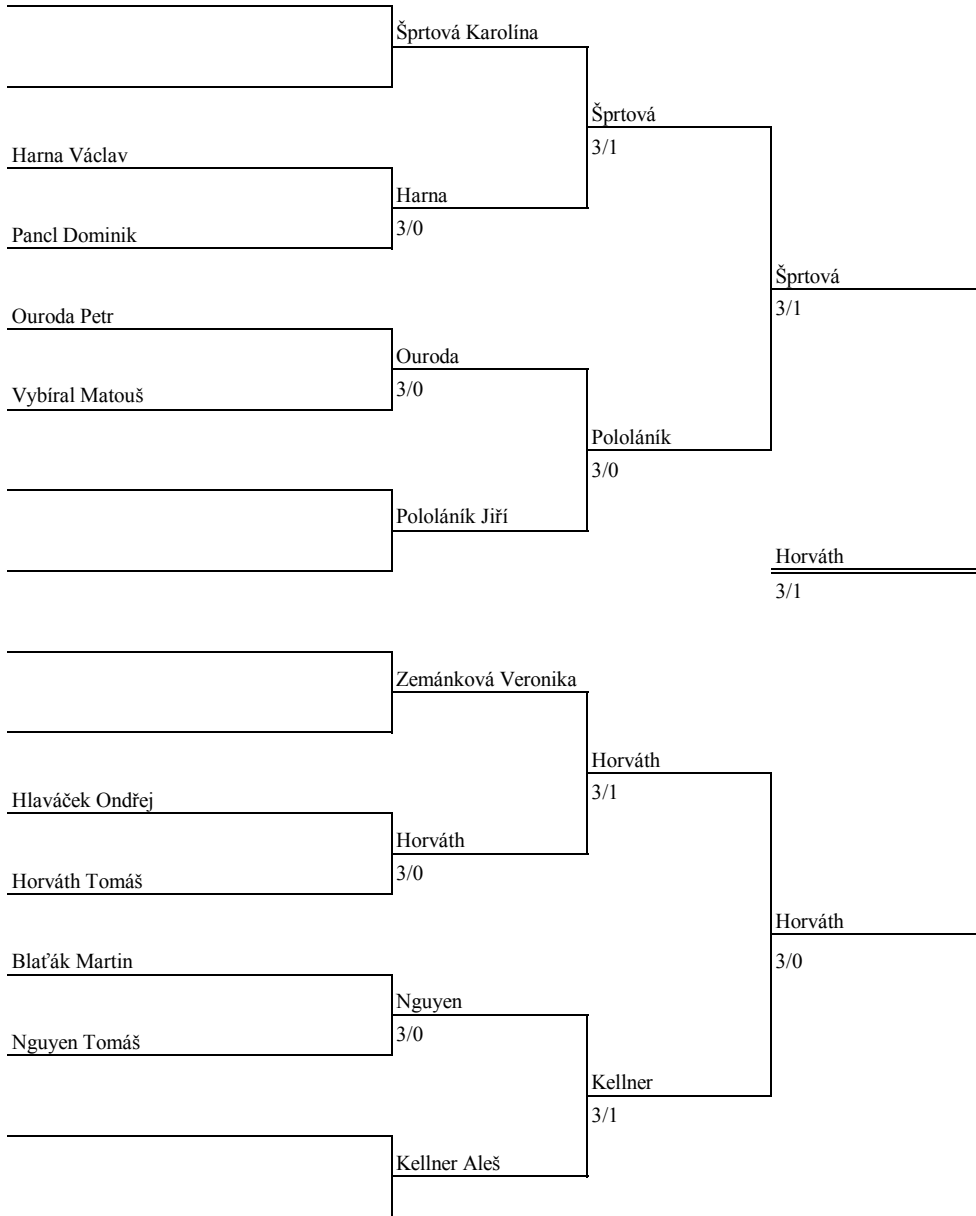 Šprtová Karolína
Šprtová
3/1
Harna Václav
Harna
3/0
Pancl Dominik
Šprtová
3/1
Ouroda Petr
Ouroda
3/0
Vybíral Matouš
Pololáník
3/0
Pololáník Jiří
Horváth
3/1
Zemánková Veronika
Horváth
3/1
Hlaváček Ondřej
Horváth
3/0
Horváth Tomáš
Horváth
3/0
Blaťák Martin
Nguyen
3/0
Nguyen Tomáš
Kellner
3/1
Kellner Aleš